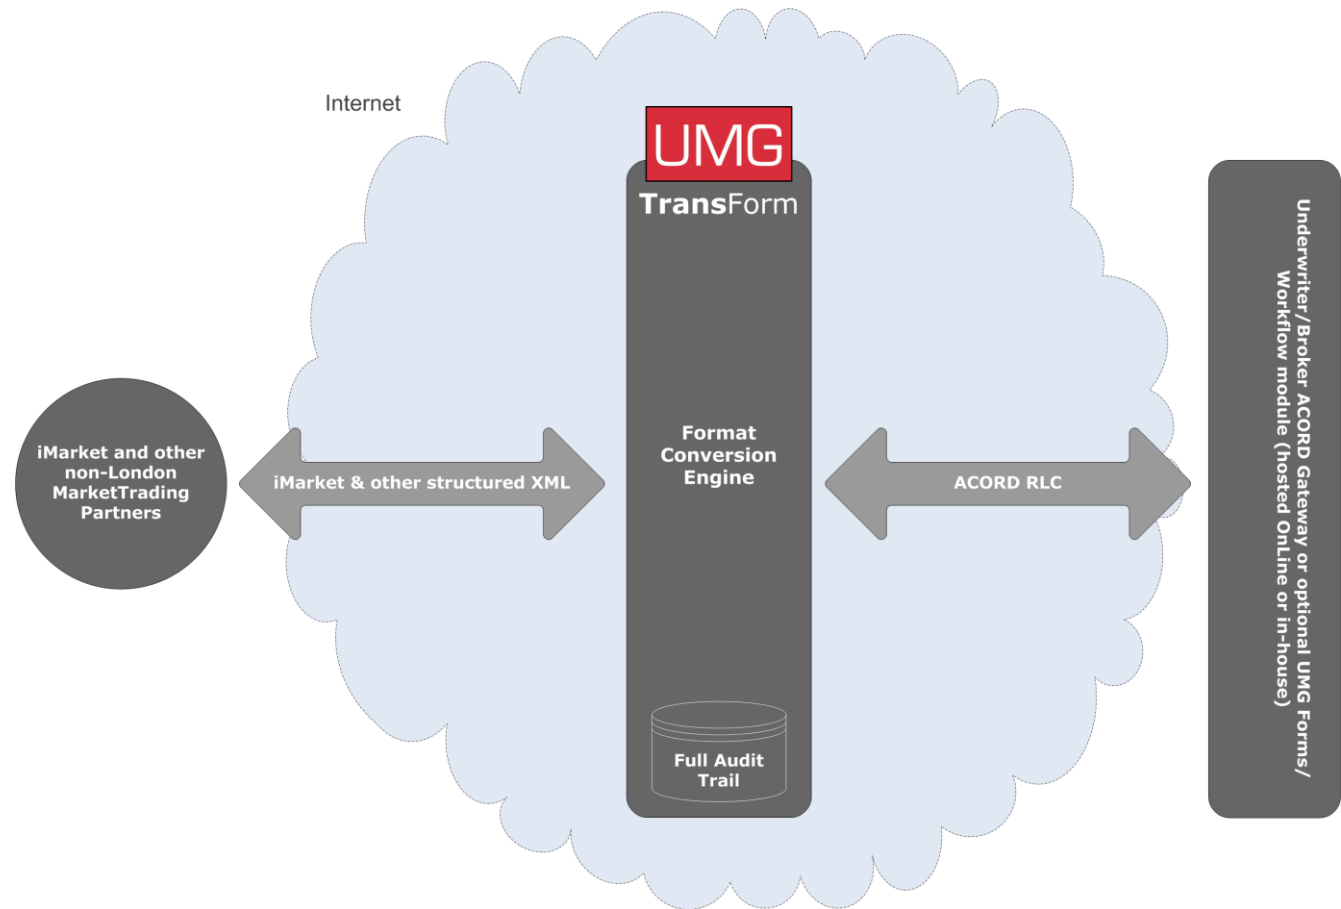 Internet
UMG
TransForm
iMarket and other
non-London
MarketTrading
Partners
iMarket & other structured XML
Format
Conversion
Engine
ACORD RLC
Underwriter/Broker ACORD Gateway or optional UMG Forms/
Workflow module (hosted OnLine or in-house)
Full Audit
Trail